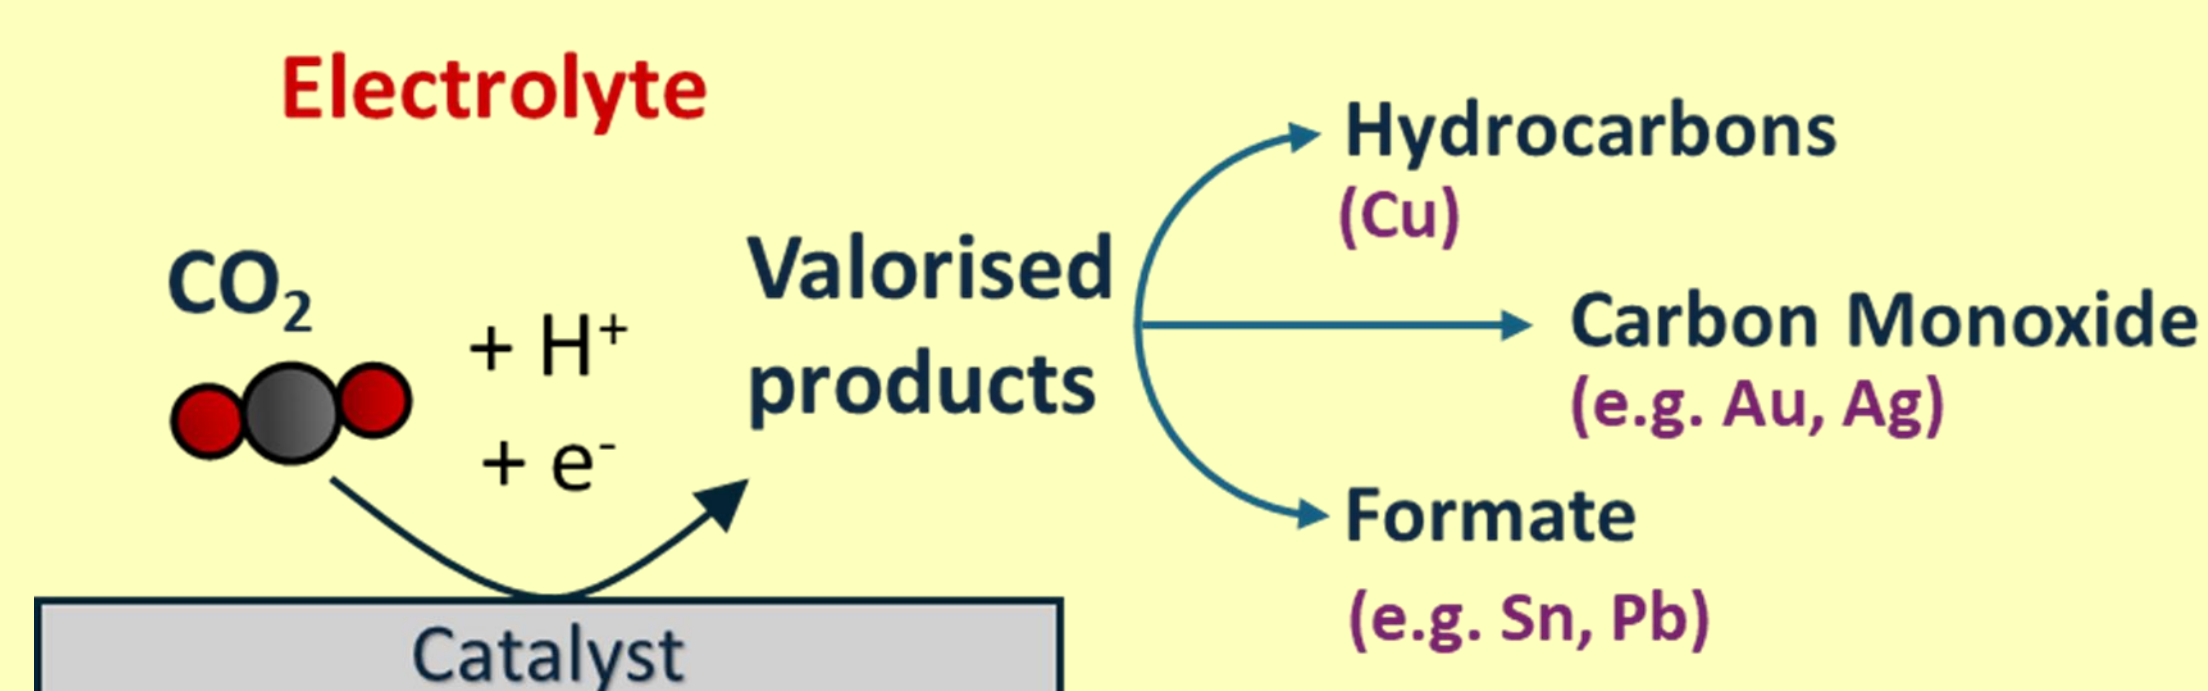 Electrolyte
CO₂
+ H⁺
+ e⁻
Valorised
products
Catalyst
Hydrocarbons
(Cu)
Carbon Monoxide
(e.g. Au, Ag)
Formate
(e.g. Sn, Pb)